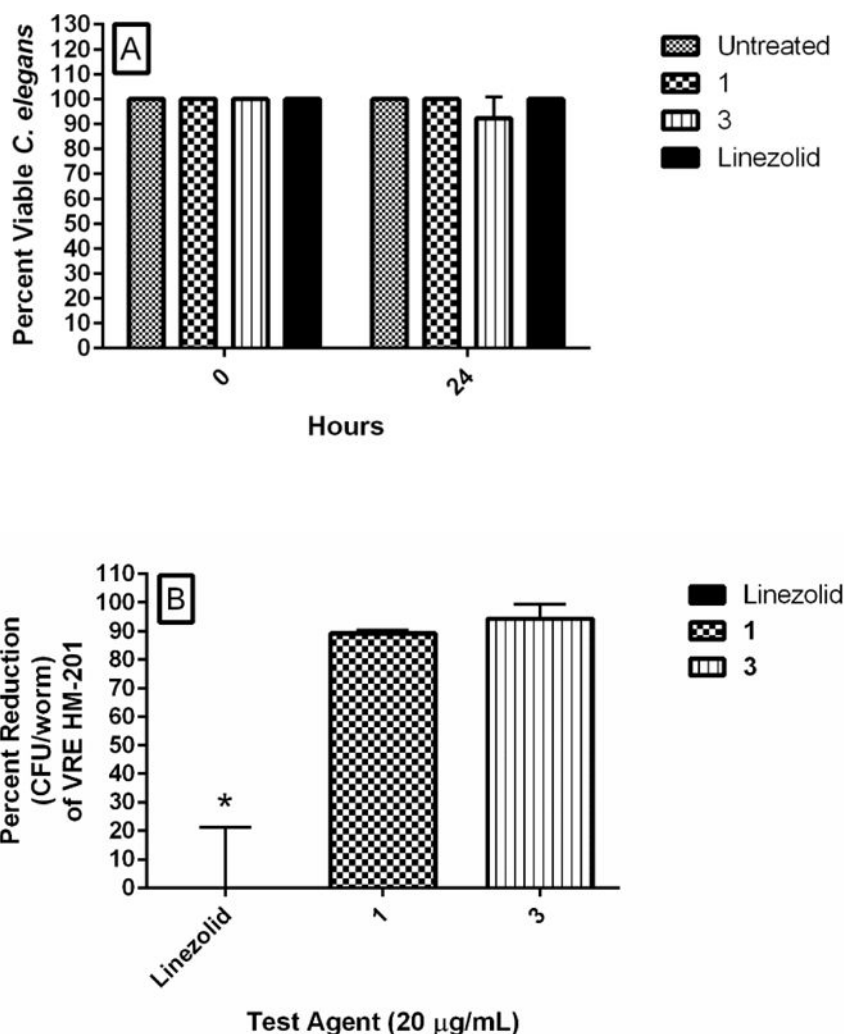 130
120
110
100
90
80
70
60
50
40
30
20
10
0
Percent Viable C. elegans
A
0
24
Hours
Untreated
1
3
Linezolid
110
100
90
80
70
60
50
40
30
20
10
0
Percent Reduction
(CFU/worm)
of VRE HM-201
B
*
Linezolid
1
3
Test Agent (20 μg/mL)
Linezolid
1
3